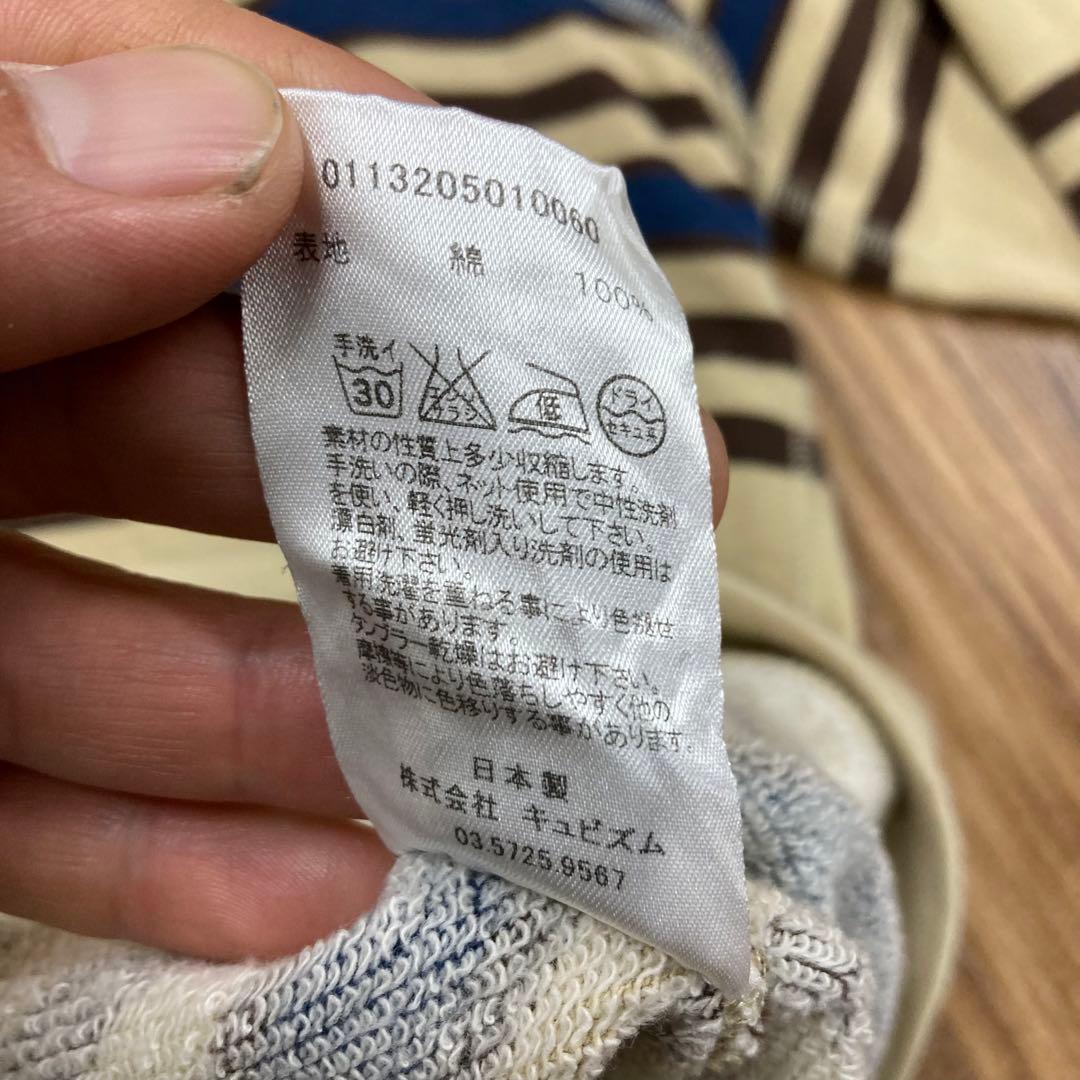 0113205010060
表地 綿 100%
手洗イ
30 エンソサラシ 低 ドライ セキユ系
素材の性質上多少収縮します。
手洗いの際、ネット使用で中性洗剤
を使い、軽く押し洗いして下さい。
漂白剤、蛍光剤入り洗剤の使用は
お避け下さい。
着用洗濯を重ねる事により色褪せ
する事があります。
タンブラー乾燥はお避け下さい。
摩擦等により色落ちしやすく他の
淡色物に色移りする事があります。
日本製
株式会社 キュビズム
03.5725.9567